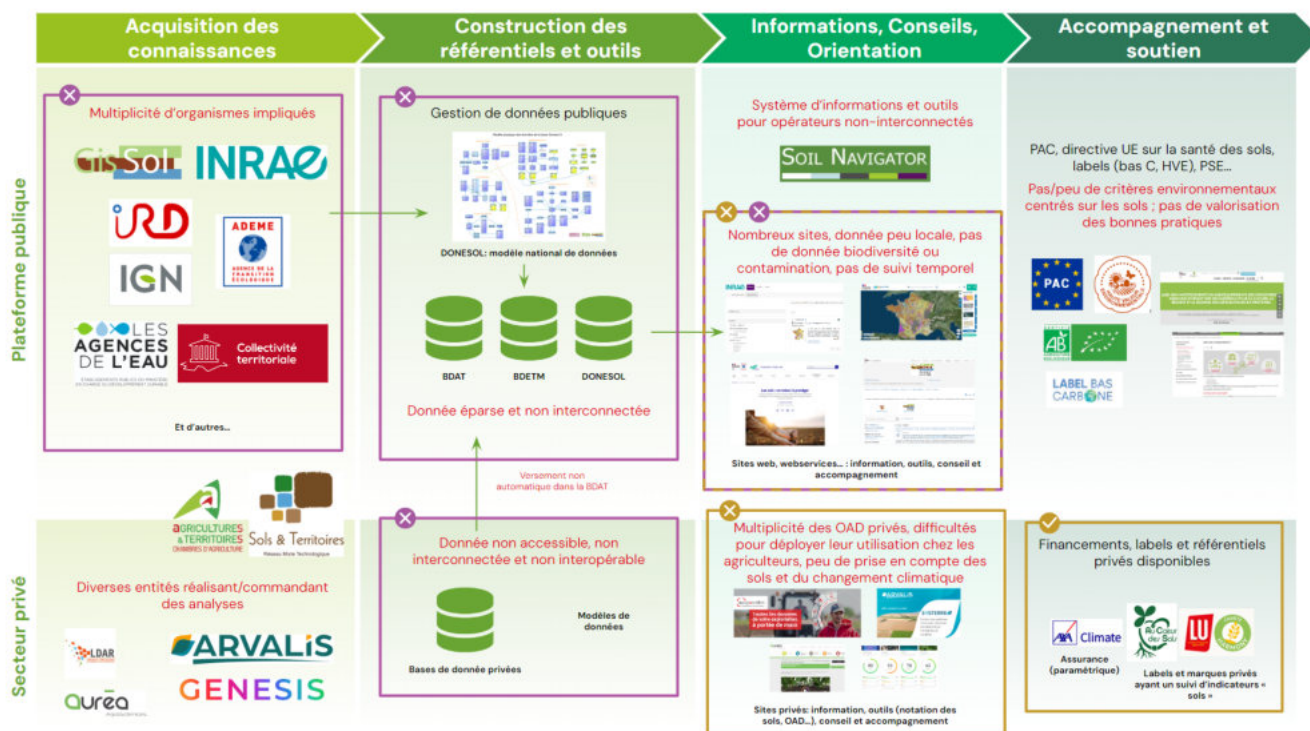 Acquisition des
connaissances
Construction des
référentiels et outils
Informations, Conseils,
Orientation
Accompagnement et
soutien
Plateforme publique
Multiplicité d'organismes impliqués
GisSol
INRAE
iRD
ADEME
AGENCE DE LA
TRANSITION
ÉCOLOGIQUE
IGN
LES
AGENCES
DE L'EAU
Collectivité
territoriale
Et d'autres...
Gestion de données publiques
DONESOL: modèle national de données
BDAT
BDETM
DONESOL
Donnée éparse et non interconnectée
Versement non
automatique dans la BDAT
Système d'informations et outils
pour opérateurs non-interconnectés
SOIL NAVIGATOR
Nombreux sites, donnée peu locale, pas
de donnée biodiversité ou
contamination, pas de suivi temporel
INRAE
Sites web, webservices... : information, outils, conseil et
accompagnement
PAC, directive UE sur la santé des sols,
labels (bas C, HVE), PSE...
Pas/peu de critères environnementaux
centrés sur les sols ; pas de valorisation
des bonnes pratiques
PAC
AB
LABEL BAS
CARBONE
Secteur privé
AGRICULTURES
& TERRITOIRES
CHAMBRES D'AGRICULTURE
Sols & Territoires
Réseau Mixte Technologique
Diverses entités réalisant/commandant
des analyses
LDAR
ARVALIS
auréa
GENESIS
Donnée non accessible, non
interconnectée et non interopérable
Modèles de
données
Bases de donnée privées
Multiplicité des OAD privés, difficultés
pour déployer leur utilisation chez les
agriculteurs, peu de prise en compte des
sols et du changement climatique
ARVALIS
Sites privés: information, outils (notation des
sols, OAD...), conseil et accompagnement
Financements, labels et référentiels
privés disponibles
AXA Climate
Au Cœur
des Sols
LU
HARMONY
Assurance
(paramétrique)
Labels et marques privés
ayant un suivi d'indicateurs «
sols »